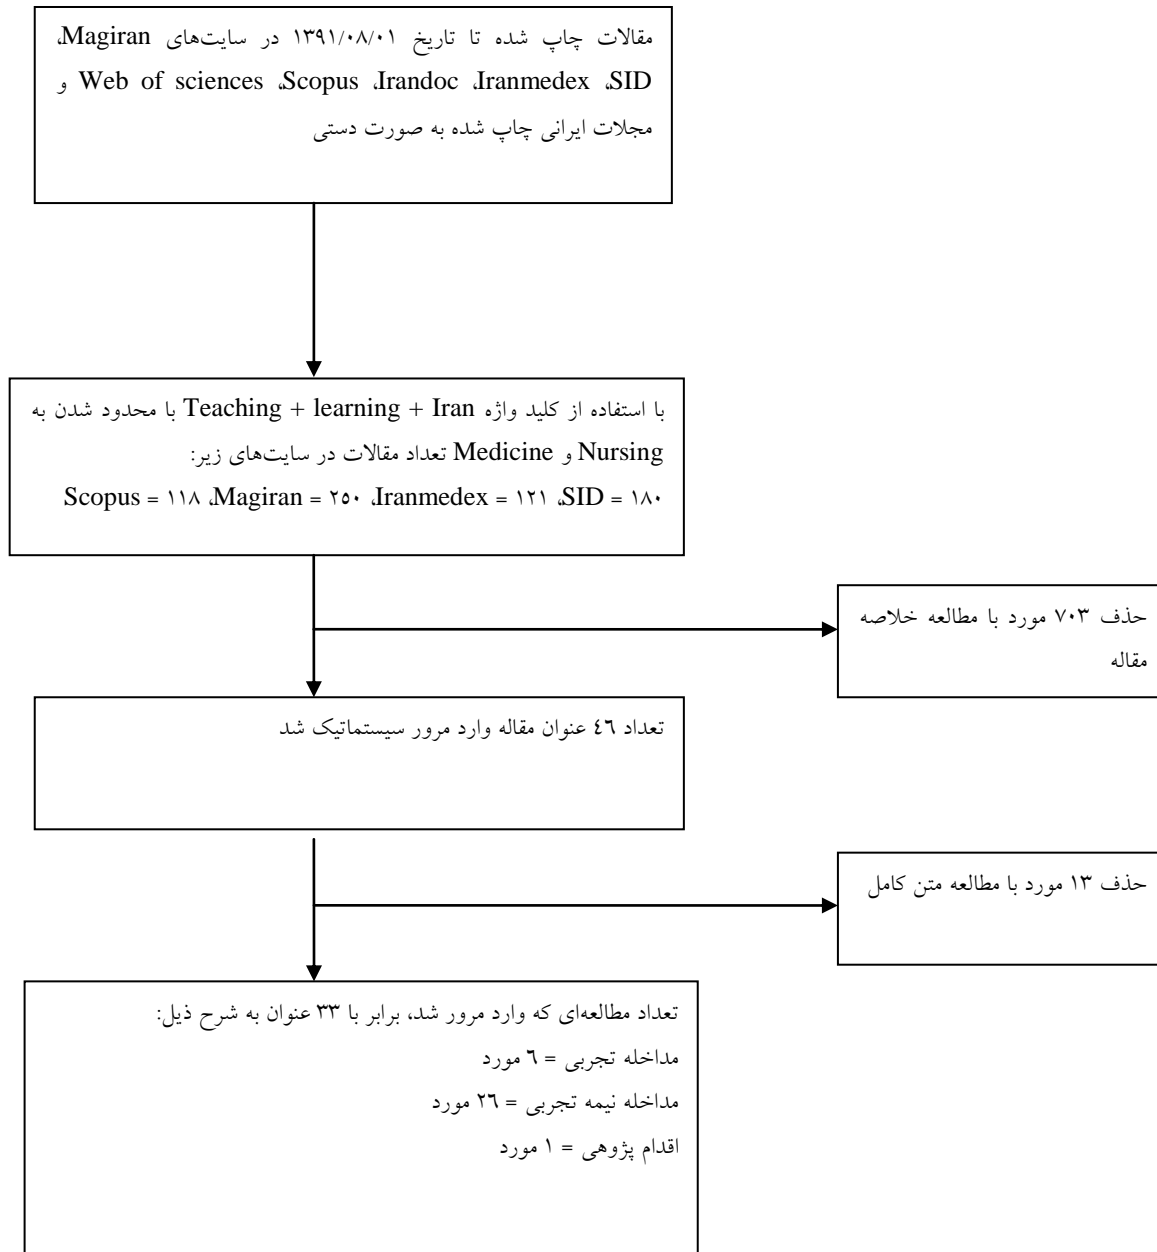 مقالات چاپ شده تا تاریخ ۱۳۹۱/۰۸/۰۱ در سایت‌های Magiran،
SID، Iranmedex، Irandoc، Scopus، Web of sciences و
مجلات ایرانی چاپ شده به صورت دستی
با استفاده از کلید واژه Teaching + learning + Iran با محدود شدن به
Nursing و Medicine تعداد مقالات در سایت‌های زیر:
Scopus = ۱۱۸ ،Magiran = ۲۵۰ ،Iranmedex = ۱۲۱ ،SID = ۱۸۰
حذف ۷۰۳ مورد با مطالعه خلاصه
مقاله
تعداد ٤٦ عنوان مقاله وارد مرور سیستماتیک شد
حذف ۱۳ مورد با مطالعه متن کامل
تعداد مطالعه‌ای که وارد مرور شد، برابر با ۳۳ عنوان به شرح ذیل:
مداخله تجربی = ٦ مورد
مداخله نیمه تجربی = ۲٦ مورد
اقدام پژوهی = ۱ مورد